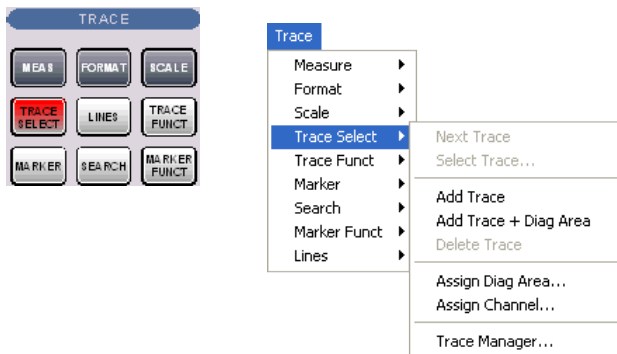 TRACE
MEAS
FORMAT
SCALE
TRACE
SELECT
LINES
TRACE
FUNCT
MARKER
SEARCH
MARKER
FUNCT
Trace
Measure
Format
Scale
Trace Select
Trace Funct
Marker
Search
Marker Funct
Lines
Next Trace
Select Trace...
Add Trace
Add Trace + Diag Area
Delete Trace
Assign Diag Area...
Assign Channel...
Trace Manager...